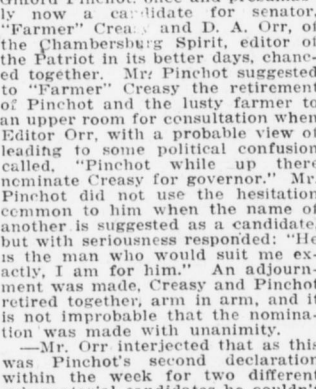 ly now a candidate for senator,
"Farmer" Creasy and D. A. Orr, of
the Chambersburg Spirit, editor of
the Patriot in its better days, chanc-
ed together. Mr. Pinchot suggested
to "Farmer" Creasy the retirement
of Pinchot and the lusty farmer to
an upper room for consultation when
Editor Orr, with a probable view of
leading to some political confusion
called, "Pinchot while up there
nominate Creasy for governor." Mr
Pinchot did not use the hesitation
common to him when the name of
another is suggested as a candidate,
but with seriousness responded: "He
is the man who would suit me ex-
actly, I am for him." An adjourn-
ment was made, Creasy and Pinchot
retired together, arm in arm, and it
is not improbable that the nomina-
tion was made with unanimity.
—Mr. Orr interjected that as this
was Pinchot's second declaration
within the week for two different